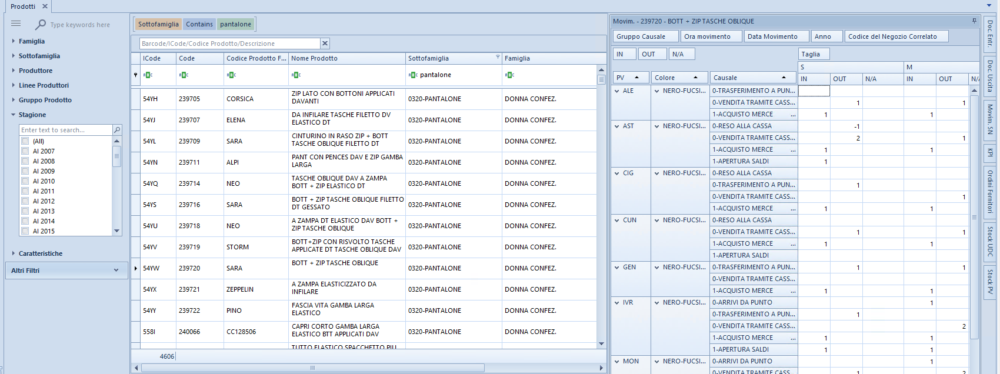 Prodotti
Type keywords here
Famiglia
Sottofamiglia
Produttore
Linee Produttori
Gruppo Prodotto
Stagione
Enter text to search...
(All)
AI 2007
AI 2008
AI 2009
AI 2010
AI 2011
AI 2012
AI 2013
AI 2014
AI 2015
Caratteristiche
Altri Filtri
Sottofamiglia Contains pantalone
Barcode/ICode/Codice Prodotto/Descrizione
ICode Code Codice Prodotto F... Nome Prodotto Sottofamiglia Famiglia
ABC ABC ABC ABC ABC pantalone ABC
54YH 239705 CORSICA ZIP LATO CON BOTTONI APPLICATI DAVANTI 0320-PANTALONE DONNA CONFEZ.
54YJ 239707 ELENA DA INFILARE TASCHE FILETTO DV ELASTICO DT 0320-PANTALONE DONNA CONFEZ.
54YL 239709 SARA CINTURINO IN RASO ZIP + BOTT TASCHE OBLIQUE FILETTO DT 0320-PANTALONE DONNA CONFEZ.
54YN 239711 ALPI PANT CON PENCES DAV E ZIP GAMBA LARGA 0320-PANTALONE DONNA CONFEZ.
54YQ 239714 NEO TASCHE OBLIQUE DAV A ZAMPA BOTT + ZIP ELASTICO DT 0320-PANTALONE DONNA CONFEZ.
54YS 239716 SARA BOTT + ZIP TASCHE OBLIQUE FILETTO DT GESSATO 0320-PANTALONE DONNA CONFEZ.
54YU 239718 NEO A ZAMPA DT ELASTICO DAV BOTT + ZIP TASCHE OBLIQUE 0320-PANTALONE DONNA CONFEZ.
54YV 239719 STORM BOTT+ZIP CON RISVOLTO TASCHE APPLICATE DT TASCHE OBLIQUE DAV 0320-PANTALONE DONNA CONFEZ.
54YW 239720 SARA BOTT + ZIP TASCHE OBLIQUE 0320-PANTALONE DONNA CONFEZ.
54YX 239721 ZEPPELIN A ZAMPA ELASTICIZZATO DA INFILARE 0320-PANTALONE DONNA CONFEZ.
54YY 239722 PINO FASCIA VITA GAMBA LARGA ELASTICO 0320-PANTALONE DONNA CONFEZ.
558I 240066 CC128506 CAPRI CORTO GAMBA LARGA ELASTICO BTT APPLICATI DAV 0320-PANTALONE DONNA CONFEZ.
TUTTO ELASTICO SPACCHETTO PIU
4606
Movim. - 239720 - BOTT + ZIP TASCHE OBLIQUE
Gruppo Causale Ora movimento Data Movimento Anno Codice del Negozio Correlato
IN OUT N/A Taglia
S M
PV Colore Causale IN OUT N/A IN OUT N/
ALE NERO-FUCSI... 0-TRASFERIMENTO A PUN...
0-VENDITA TRAMITE CASS... 1 1
1-ACQUISTO MERCE ... 1 1
AST NERO-FUCSI... 0-RESO ALLA CASSA -1
0-VENDITA TRAMITE CASS... 2 1
1-ACQUISTO MERCE ... 1 1
1-APERTURA SALDI 1
CIG NERO-FUCSI... 0-RESO ALLA CASSA
0-TRASFERIMENTO A PUN... 1
0-VENDITA TRAMITE CASS... 1
1-ACQUISTO MERCE ... 1 1
CUN NERO-FUCSI... 0-RESO ALLA CASSA
0-VENDITA TRAMITE CASS... 1 1
1-ACQUISTO MERCE ... 1 1
1-APERTURA SALDI
GEN NERO-FUCSI... 0-TRASFERIMENTO A PUN... 1 1
0-VENDITA TRAMITE CASS...
1-ACQUISTO MERCE ... 1 1
IVR NERO-FUCSI... 0-ARRIVI DA PUNTO 1
0-TRASFERIMENTO A PUN... 1
0-VENDITA TRAMITE CASS... 2
1-ACQUISTO MERCE ... 1 1
1-APERTURA SALDI 1 1
MON NERO-FUCSI... 0-ARRIVI DA PUNTO 1
0-VENDITA TRAMITE CASS... 1 2
Doc. Entr.
Doc. Uscita
Movim. SN
KPI
Ordini Fornitori
Stock UDC
Stock PV